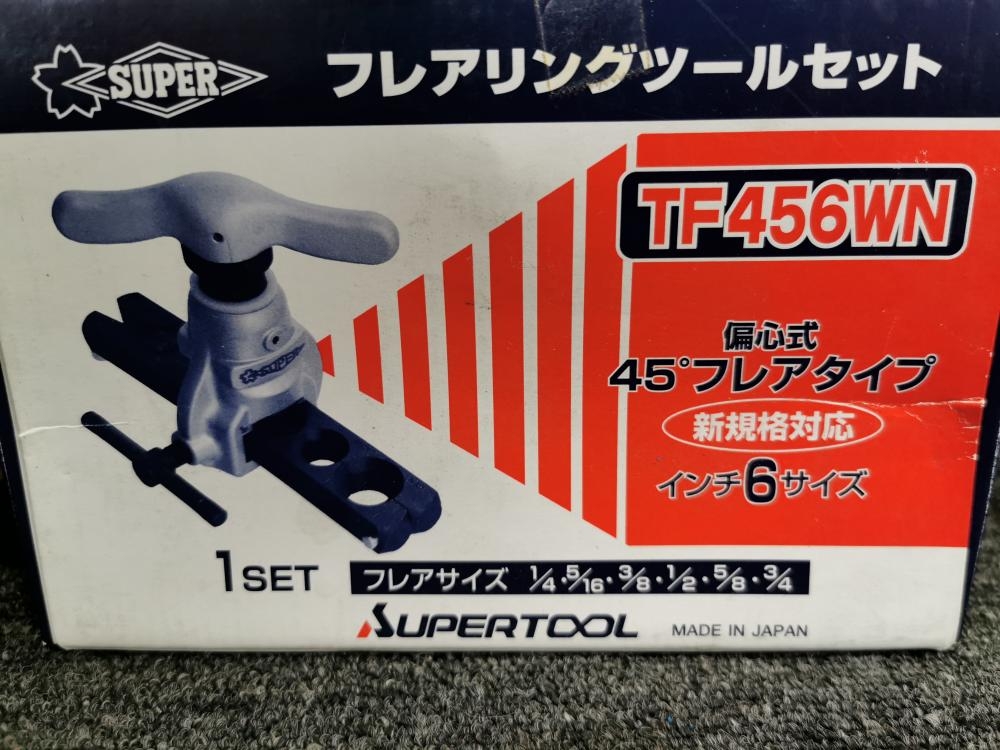 SUPER
フレアリングツールセット
TF456WN
偏心式
45°フレアタイプ
新規格対応
インチ6サイズ
SUPER
1SET
フレアサイズ 1/4・5/16・3/8・1/2・5/8・3/4
SUPERTOOL
MADE IN JAPAN